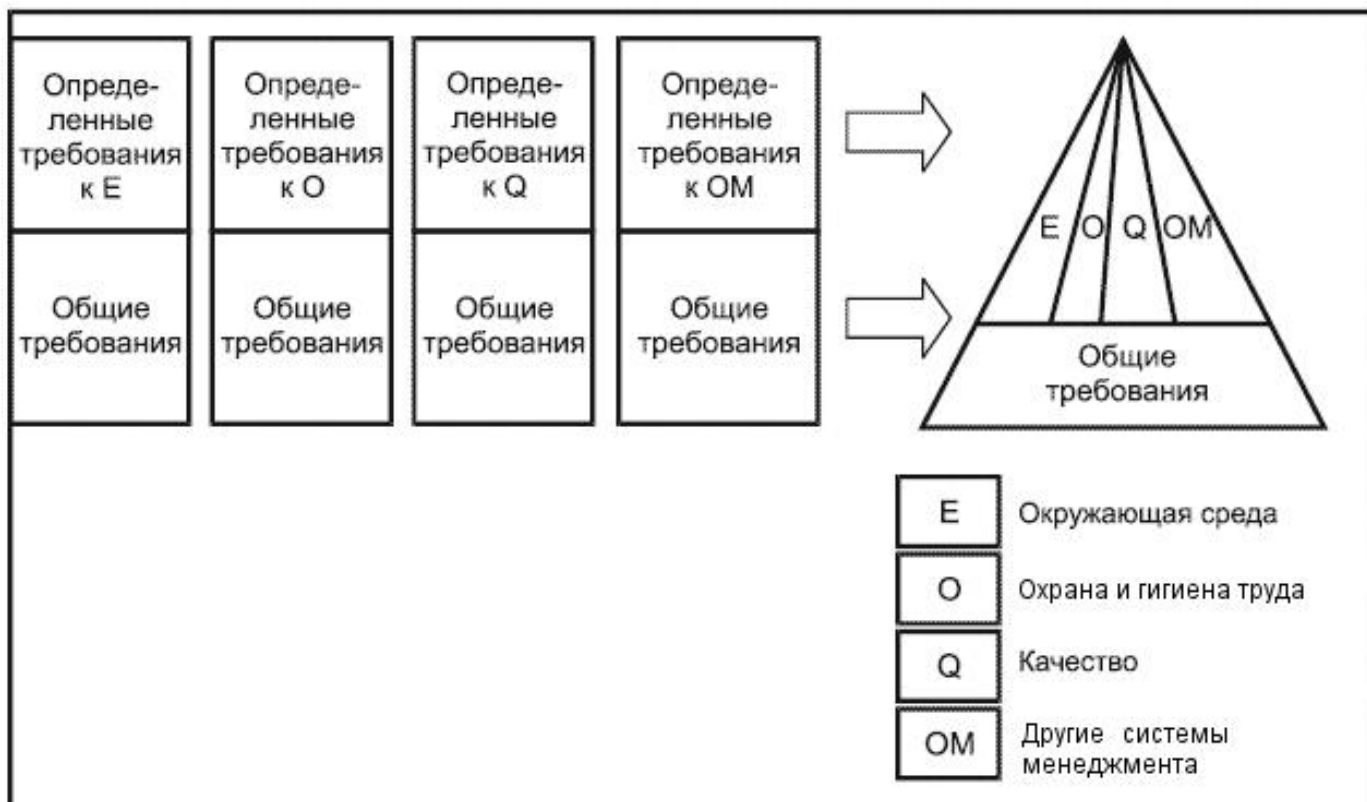 Опреде-
ленные
требования
к E
Опреде-
ленные
требования
к O
Опреде-
ленные
требования
к Q
Опреде-
ленные
требования
к OM
Общие
требования
Общие
требования
Общие
требования
Общие
требования
E O Q OM
Общие
требования
E Окружающая среда
O Охрана и гигиена труда
Q Качество
OM Другие системы
менеджмента